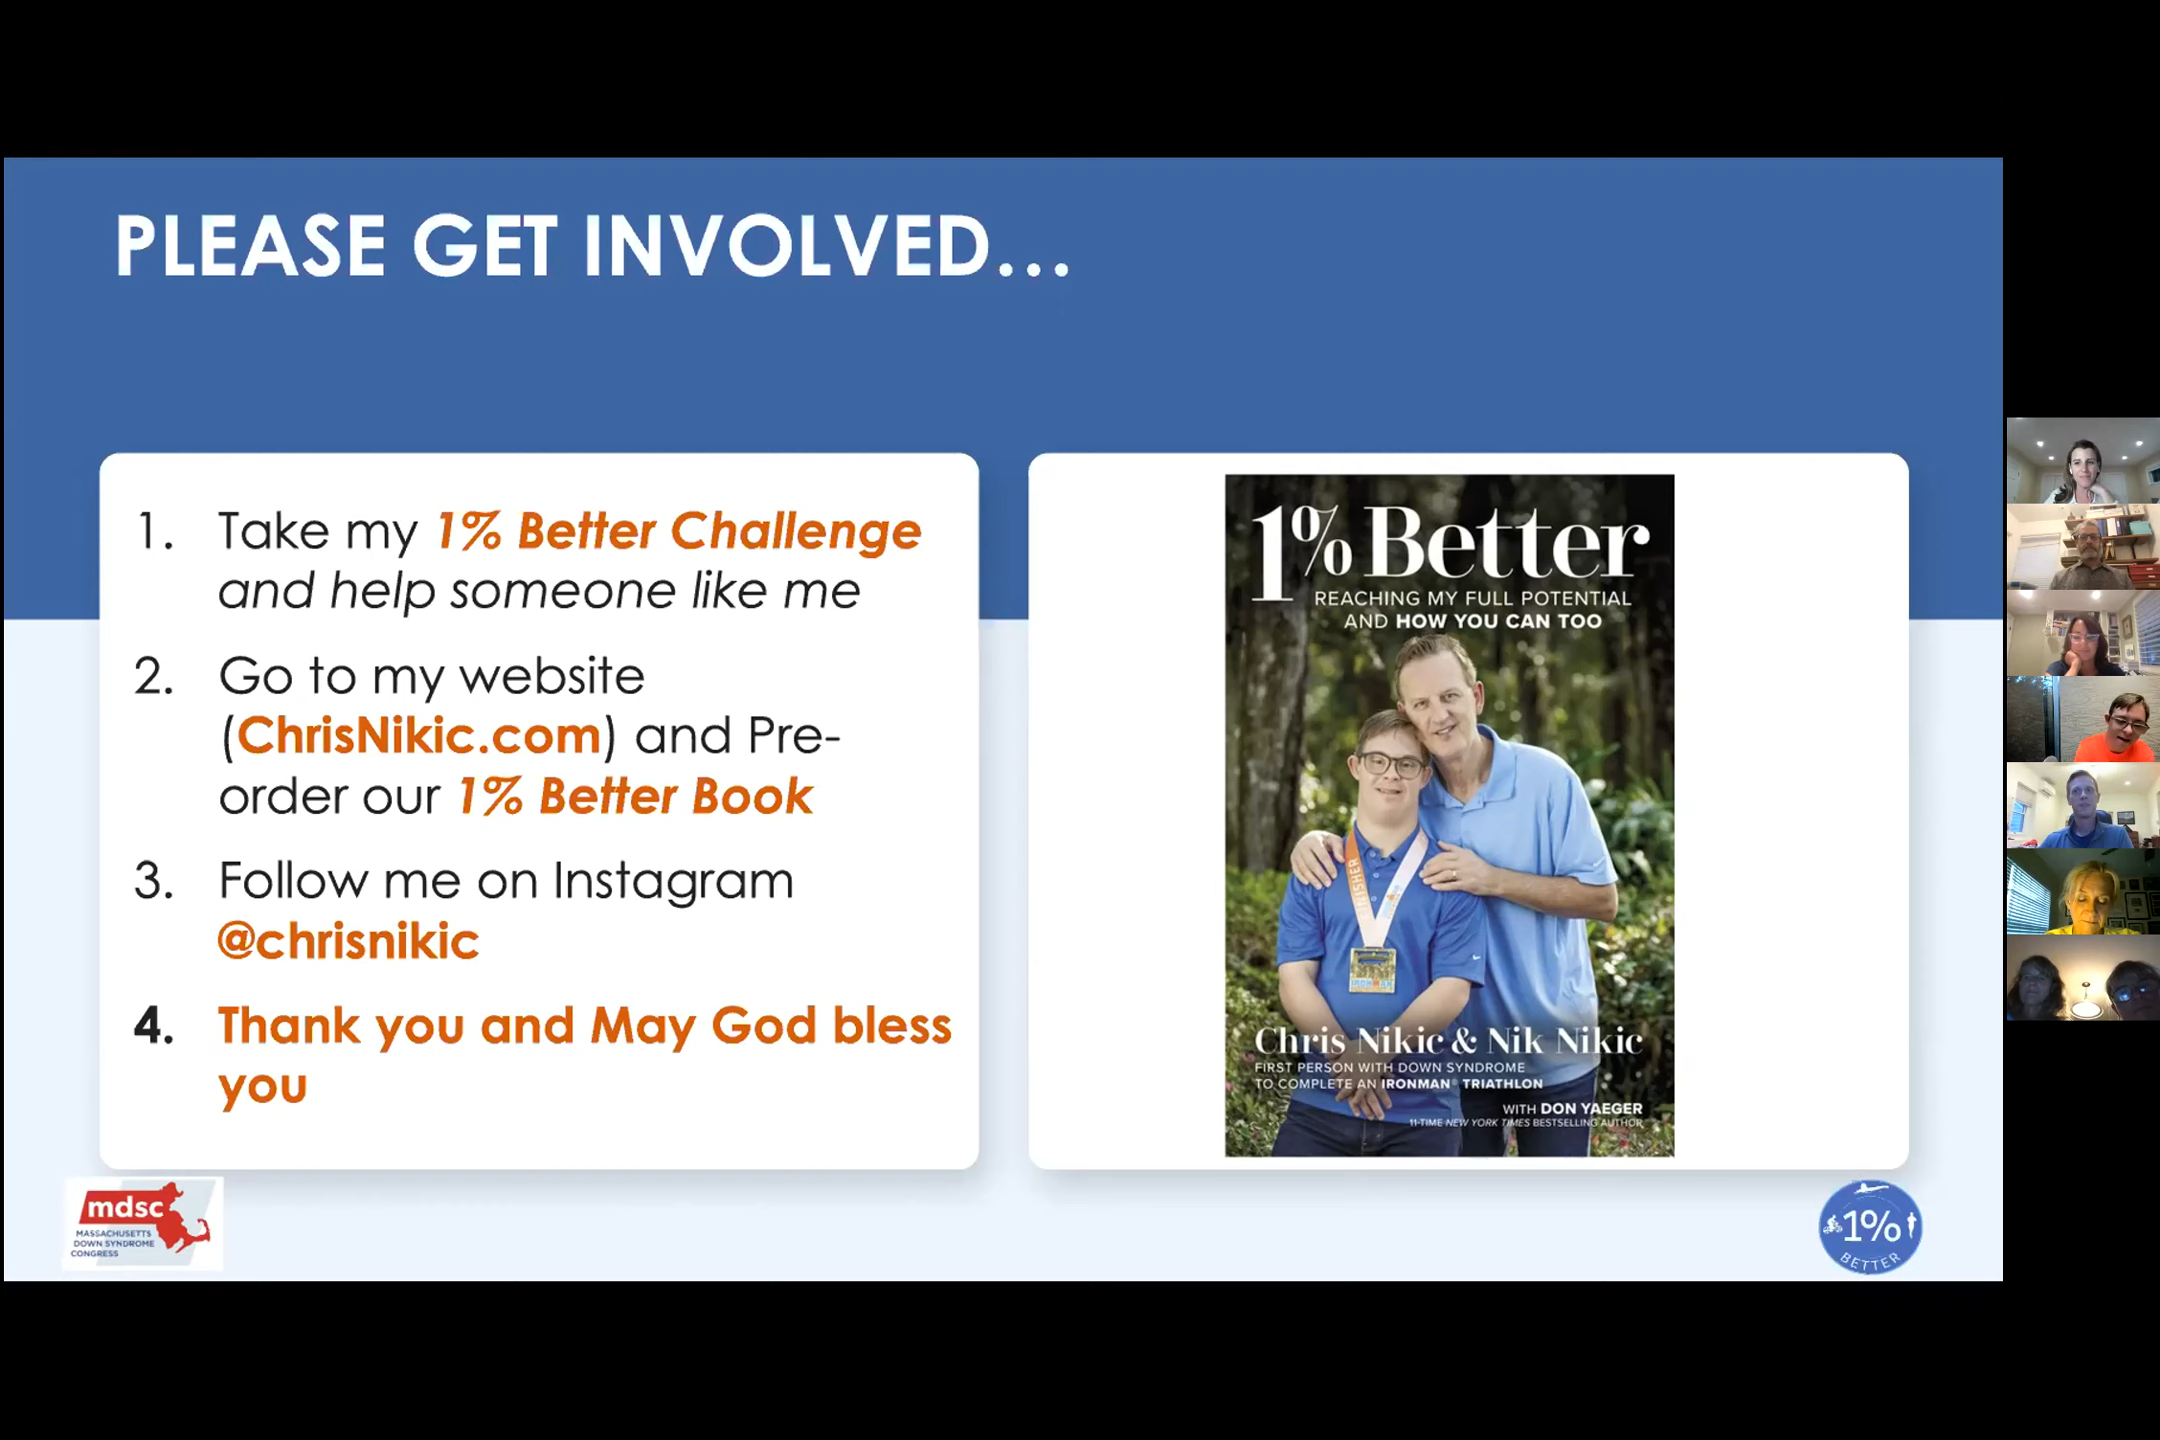 PLEASE GET INVOLVED...
1. Take my 1% Better Challenge
and help someone like me
2. Go to my website
(ChrisNikic.com) and Pre-
order our 1% Better Book
3. Follow me on Instagram
@chrisnikic
4. Thank you and May God bless
you
1% Better
REACHING MY FULL POTENTIAL
AND HOW YOU CAN TOO
FINISHER
IRONMAN
Chris Nikic & Nik Nikic
FIRST PERSON WITH DOWN SYNDROME
TO COMPLETE AN IRONMAN® TRIATHLON
WITH DON YAEGER
11-TIME NEW YORK TIMES BESTSELLING AUTHOR
mdsc
MASSACHUSETTS
DOWN SYNDROME
CONGRESS
1%
BETTER